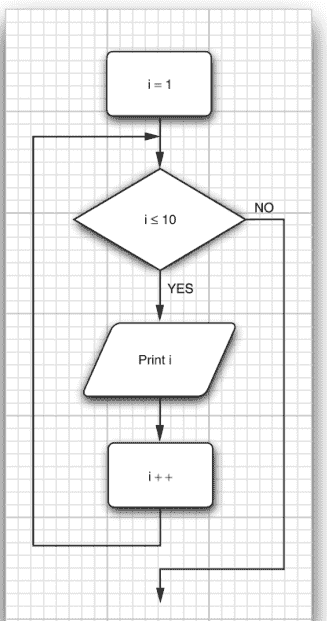 i = 1
i ≤ 10
NO
YES
Print i
i + +